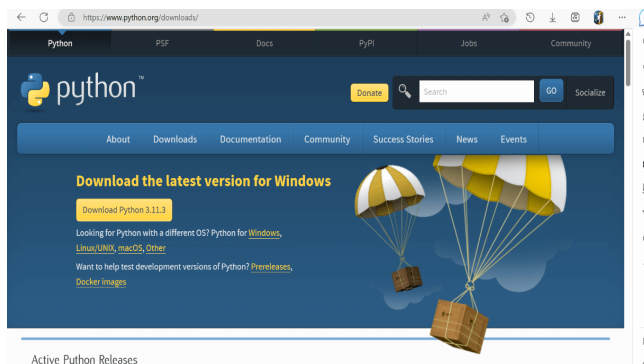 https://www.python.org/downloads/
Python
PSF
Docs
PyPI
Jobs
Community
python™
Donate
Search
GO
Socialize
About
Downloads
Documentation
Community
Success Stories
News
Events
Download the latest version for Windows
Download Python 3.11.3
Looking for Python with a different OS? Python for Windows,
Linux/UNIX, macOS, Other
Want to help test development versions of Python? Prereleases,
Docker images
Active Python Releases